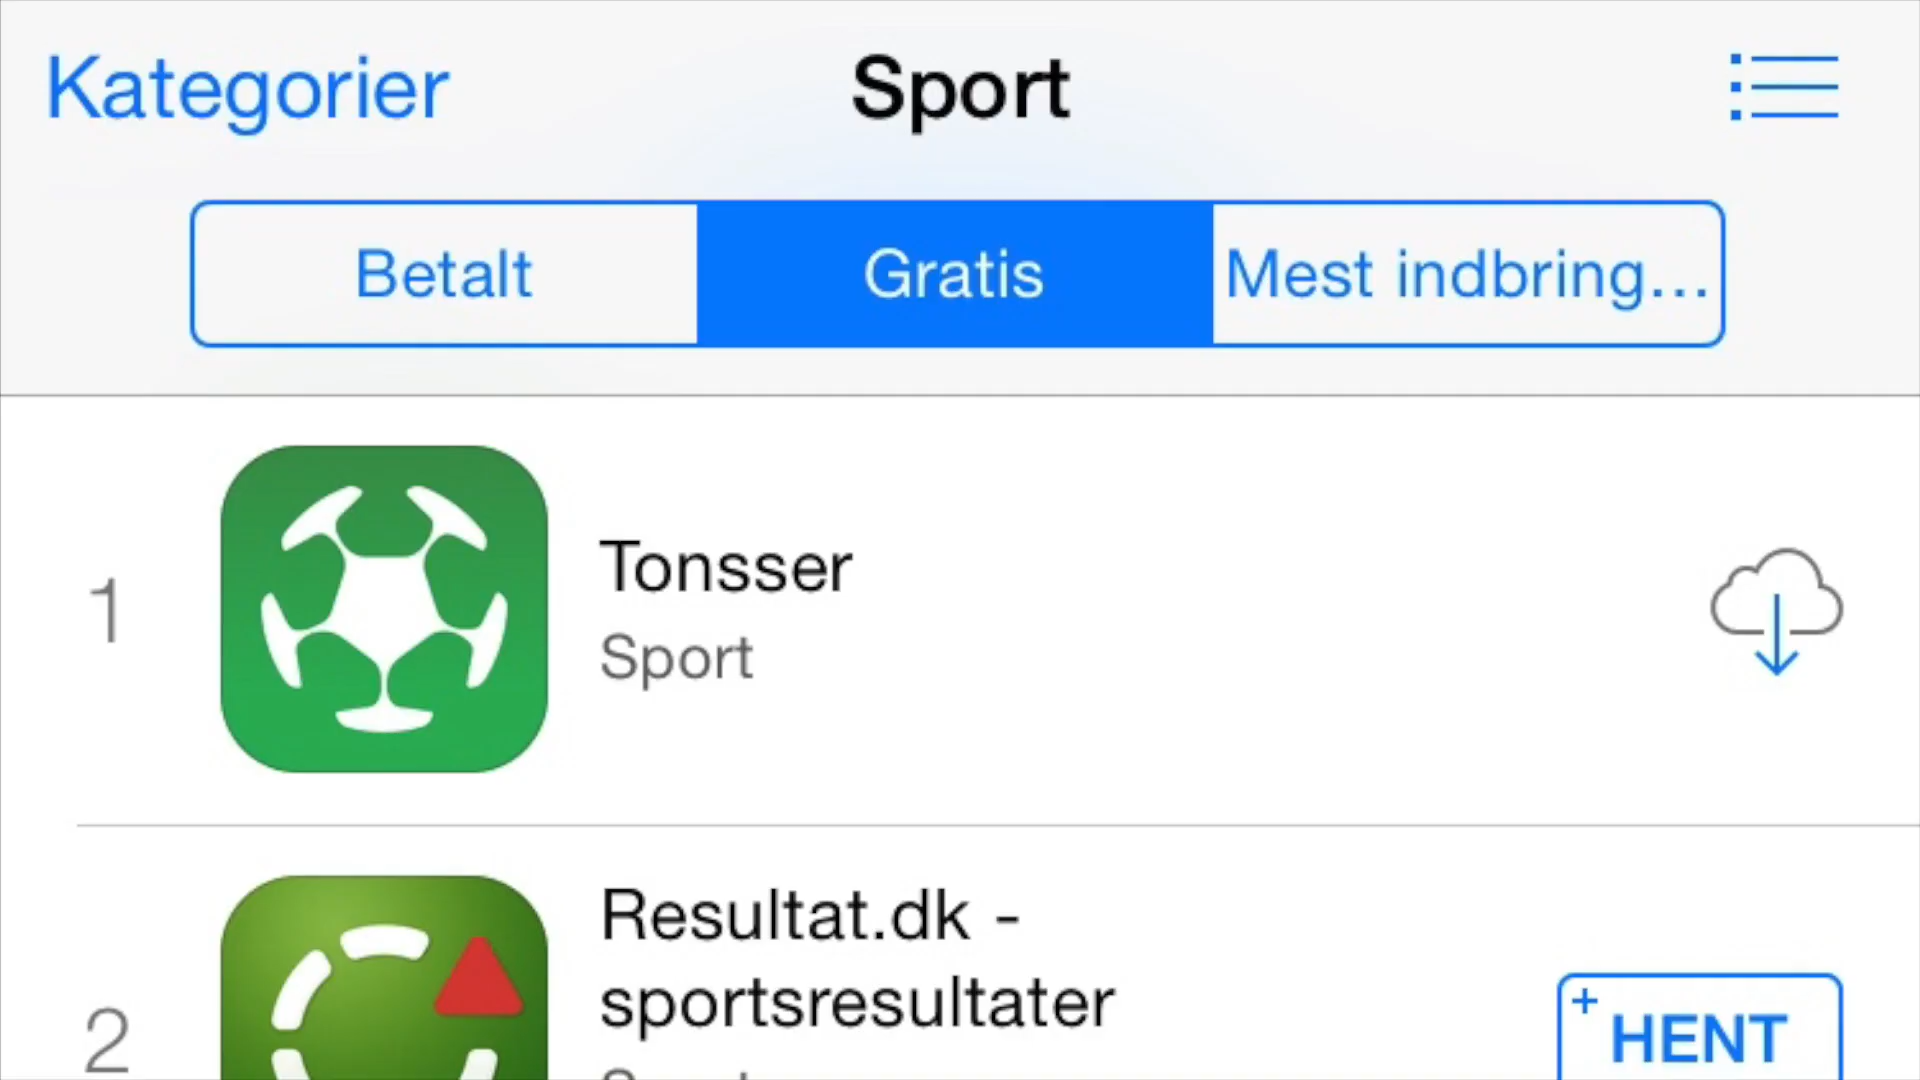 Kategorier
Sport
Betalt
Gratis
Mest indbring...
1
Tonsser
Sport
2
Resultat.dk -
sportsresultater
+
HENT